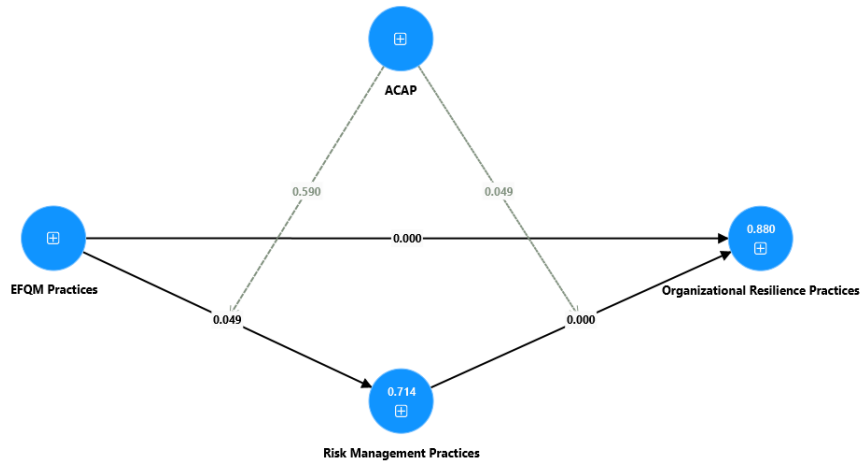 ACAP
0.590
0.049
0.000
0.880
EFQM Practices
Organizational Resilience Practices
0.049
0.000
0.714
Risk Management Practices